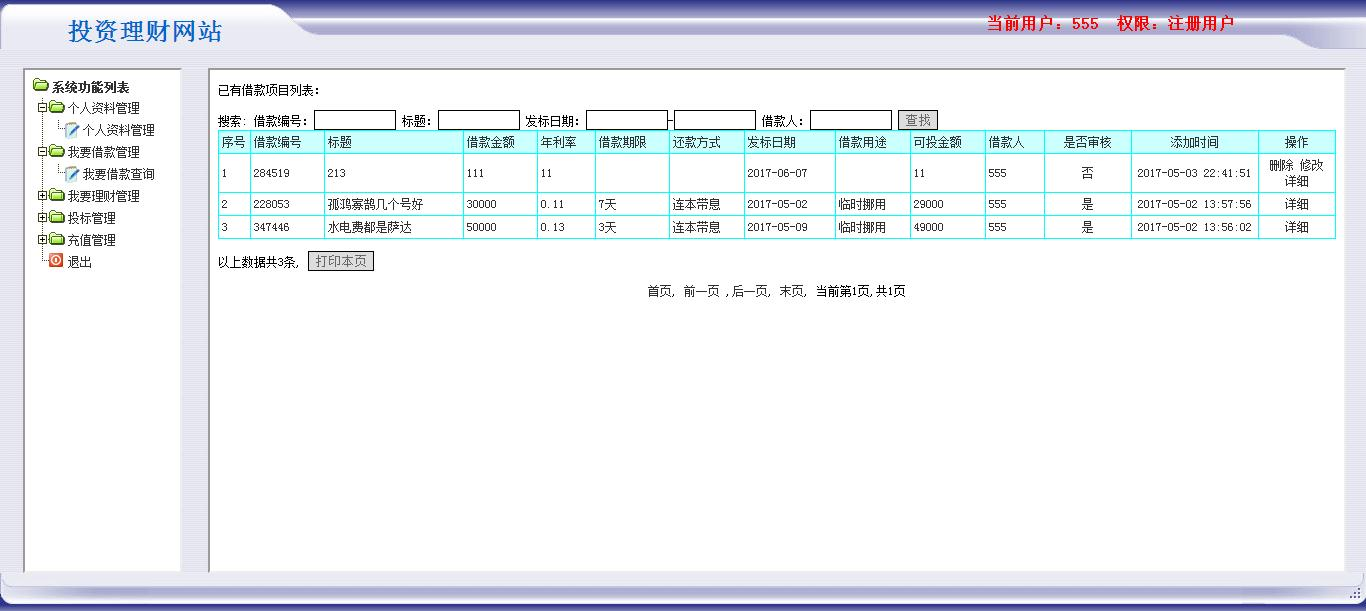 投资理财网站
当前用户：555 权限：注册用户
系统功能列表
个人资料管理
个人资料管理
我要借款管理
我要借款查询
我要理财管理
投标管理
充值管理
退出
已有借款项目列表：
搜索: 借款编号： 标题： 发标日期： - 借款人： 查找
序号 借款编号 标题 借款金额 年利率 借款期限 还款方式 发标日期 借款用途 可投金额 借款人 是否审核 添加时间 操作
1 284519 213 111 11 2017-06-07 11 555 否 2017-05-03 22:41:51 删除 修改
详细
2 228053 孤鸿寡鹄几个号好 30000 0.11 7天 连本带息 2017-05-02 临时挪用 29000 555 是 2017-05-02 13:57:56 详细
3 347446 水电费都是萨达 50000 0.13 3天 连本带息 2017-05-09 临时挪用 49000 555 是 2017-05-02 13:56:02 详细
以上数据共3条, 打印本页
首页, 前一页 ,后一页, 末页, 当前第1页,共1页